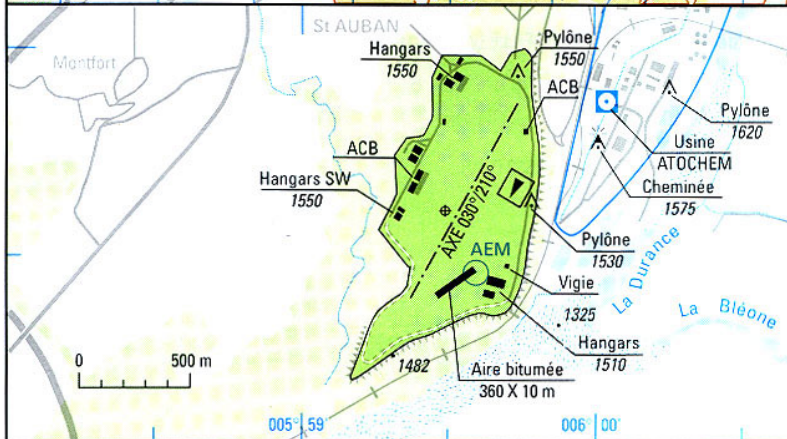 St AUBAN
Montfort
Hangars
1550
Pylône
1550
ACB
Pylône
1620
Usine
ATOCHEM
Cheminée
1575
ACB
Hangars SW
1550
AXE 030°/210°
Pylône
1530
AEM
Vigie
La Durance
La Bléone
1325
Hangars
1510
0 500 m
1482
Aire bitumée
360 X 10 m
005° 59
006° 00'